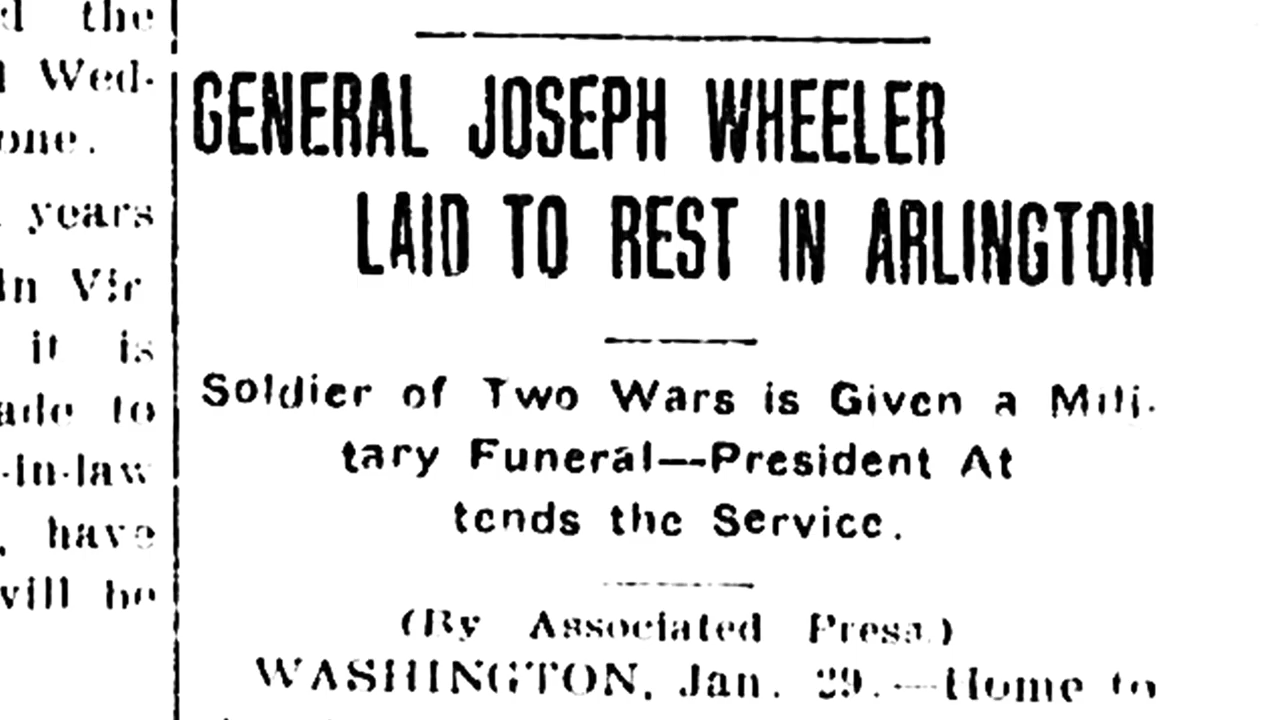 the
Wed-
one.
years
in Vir
it is
ade to
-in-law
, have
will be
GENERAL JOSEPH WHEELER
LAID TO REST IN ARLINGTON
Soldier of Two Wars is Given a Mili-
tary Funeral—President At
tends the Service.
(By Associated Press.)
WASHINGTON, Jan. 29.—Home to